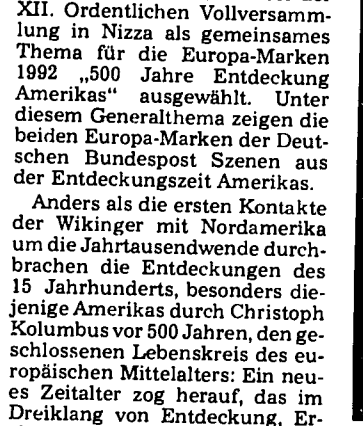 XII. Ordentlichen Vollversamm-
lung in Nizza als gemeinsames
Thema für die Europa-Marken
1992 „500 Jahre Entdeckung
Amerikas“ ausgewählt. Unter
diesem Generalthema zeigen die
beiden Europa-Marken der Deut-
schen Bundespost Szenen aus
der Entdeckungszeit Amerikas.
Anders als die ersten Kontakte
der Wikinger mit Nordamerika
um die Jahrtausendwende durch-
brachen die Entdeckungen des
15 Jahrhunderts, besonders die-
jenige Amerikas durch Christoph
Kolumbus vor 500 Jahren, den ge-
schlossenen Lebenskreis des eu-
ropäischen Mittelalters: Ein neu-
es Zeitalter zog herauf, das im
Dreiklang von Entdeckung, Er-